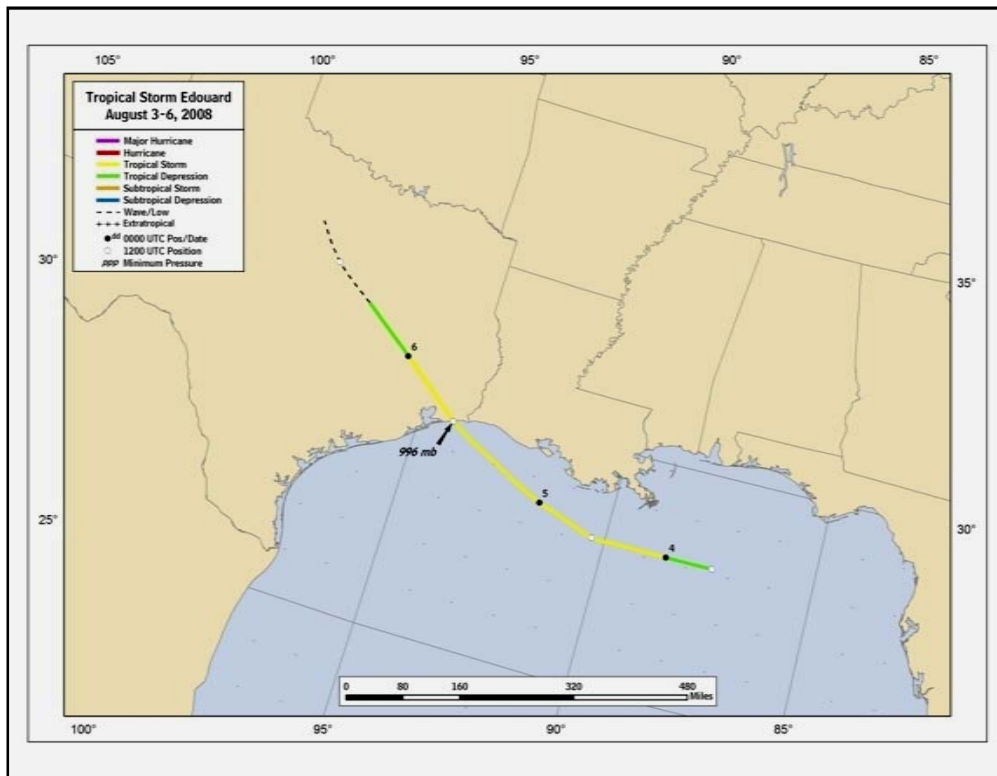 105° 100° 95° 90° 85°
Tropical Storm Edouard
August 3-6, 2008
Major Hurricane
Hurricane
Tropical Storm
Tropical Depression
Subtropical Storm
Subtropical Depression
Wave/Low
Extratropical
dd 0000 UTC Pos/Date
1200 UTC Position
PPP Minimum Pressure
30°
35°
6
996 mb
5
25°
30°
4
0 80 160 320 480
Miles
100° 95° 90° 85°